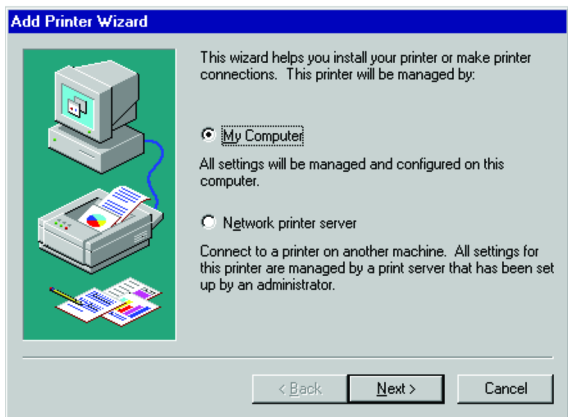 Add Printer Wizard
This wizard helps you install your printer or make printer
connections. This printer will be managed by:
My Computer
All settings will be managed and configured on this
computer.
Network printer server
Connect to a printer on another machine. All settings for
this printer are managed by a print server that has been set
up by an administrator.
< Back Next > Cancel